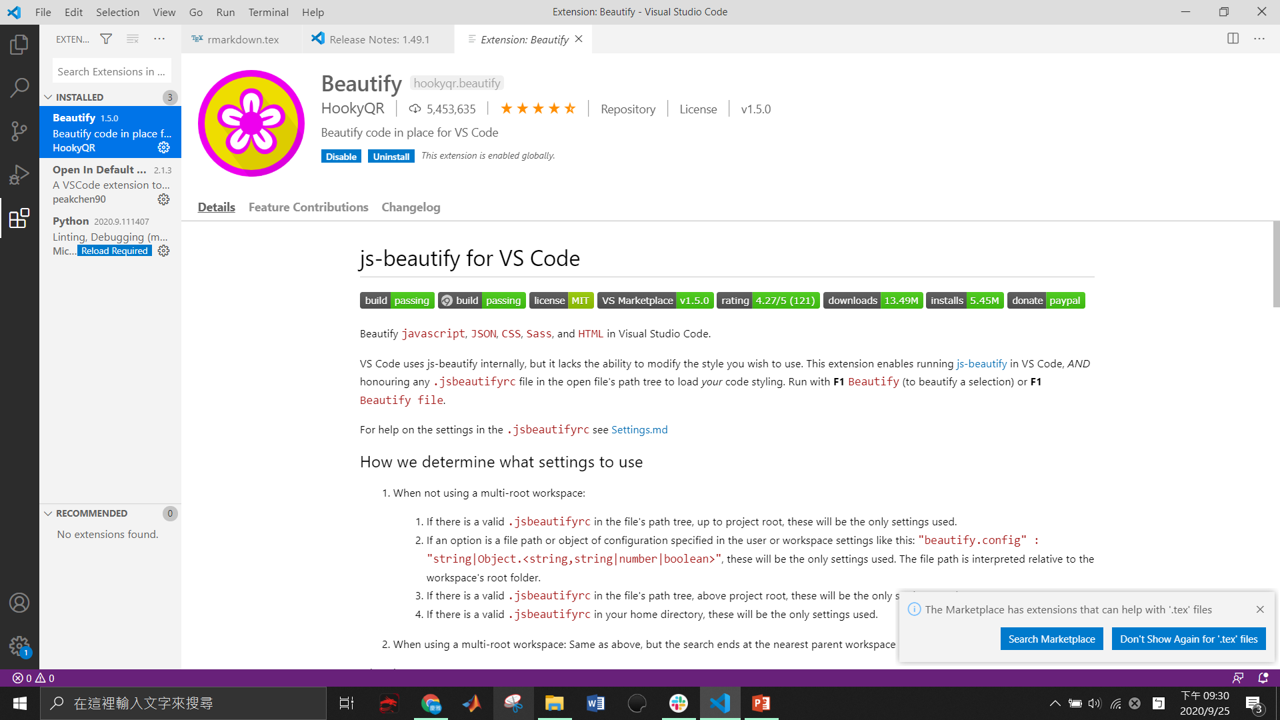 File Edit Selection View Go Run Terminal Help
Extension: Beautify - Visual Studio Code
EXTEN...
rmarkdown.tex
Release Notes: 1.49.1
Extension: Beautify
Search Extensions in ...
INSTALLED 3
Beautify 1.5.0
Beautify code in place f...
HookyQR
Open In Default ... 2.1.3
A VSCode extension to...
peakchen90
Python 2020.9.111407
Linting, Debugging (m...
Mic... Reload Required
RECOMMENDED 0
No extensions found.
Beautify hookyqr.beautify
HookyQR 5,453,635 Repository License v1.5.0
Beautify code in place for VS Code
Disable Uninstall This extension is enabled globally.
Details Feature Contributions Changelog
js-beautify for VS Code
build passing build passing license MIT VS Marketplace v1.5.0 rating 4.27/5 (121) downloads 13.49M installs 5.45M donate paypal
Beautify javascript, JSON, CSS, Sass, and HTML in Visual Studio Code.
VS Code uses js-beautify internally, but it lacks the ability to modify the style you wish to use. This extension enables running js-beautify in VS Code, AND
honouring any .jsbeautifyrc file in the open file's path tree to load your code styling. Run with F1 Beautify (to beautify a selection) or F1
Beautify file.
For help on the settings in the .jsbeautifyrc see Settings.md
How we determine what settings to use
1. When not using a multi-root workspace:
1. If there is a valid .jsbeautifyrc in the file's path tree, up to project root, these will be the only settings used.
2. If an option is a file path or object of configuration specified in the user or workspace settings like this: "beautify.config" :
"string|Object.<string,string|number|boolean>", these will be the only settings used. The file path is interpreted relative to the
workspace's root folder.
3. If there is a valid .jsbeautifyrc in the file's path tree, above project root, these will be the only
4. If there is a valid .jsbeautifyrc in your home directory, these will be the only settings used.
2. When using a multi-root workspace: Same as above, but the search ends at the nearest parent workspace
The Marketplace has extensions that can help with '.tex' files
Search Marketplace Don't Show Again for '.tex' files
1
0 0
在這裡輸入文字來搜尋
下午 09:30
2020/9/25
3